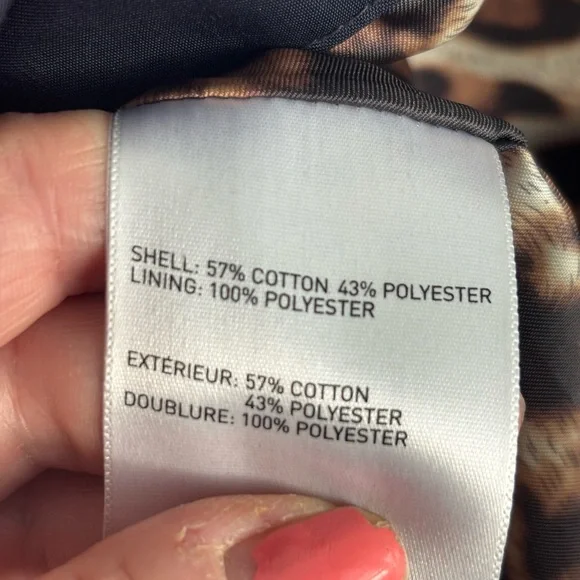 SHELL: 57% COTTON 43% POLYESTER
LINING: 100% POLYESTER
EXTÉRIEUR: 57% COTTON
43% POLYESTER
DOUBLURE: 100% POLYESTER